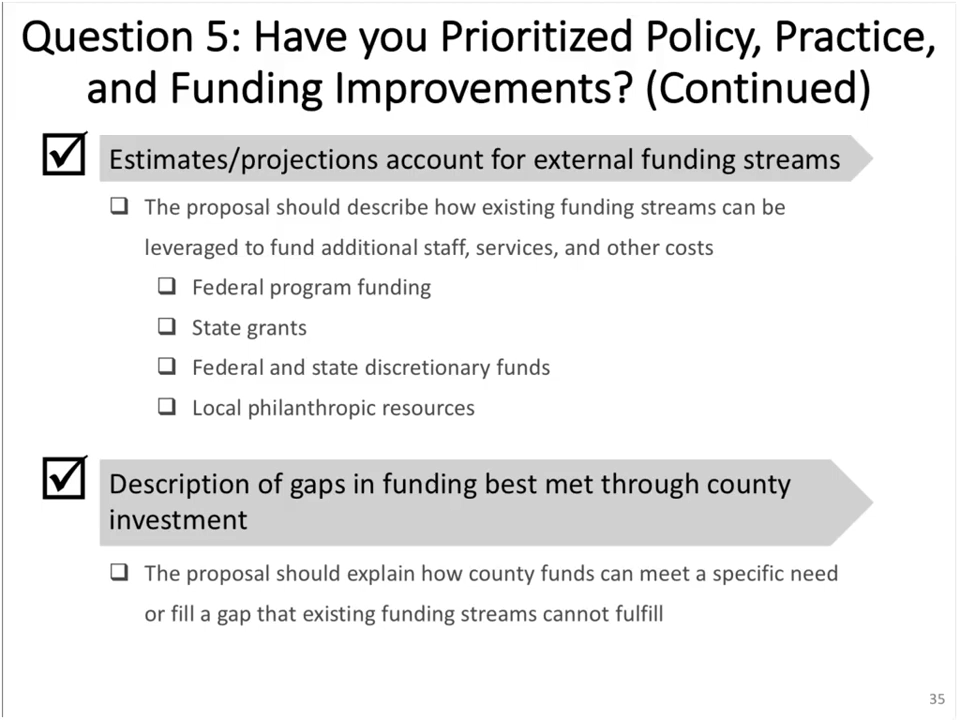 Question 5: Have you Prioritized Policy, Practice,
and Funding Improvements? (Continued)
Estimates/projections account for external funding streams
The proposal should describe how existing funding streams can be
leveraged to fund additional staff, services, and other costs
Federal program funding
State grants
Federal and state discretionary funds
Local philanthropic resources
Description of gaps in funding best met through county
investment
The proposal should explain how county funds can meet a specific need
or fill a gap that existing funding streams cannot fulfill
35